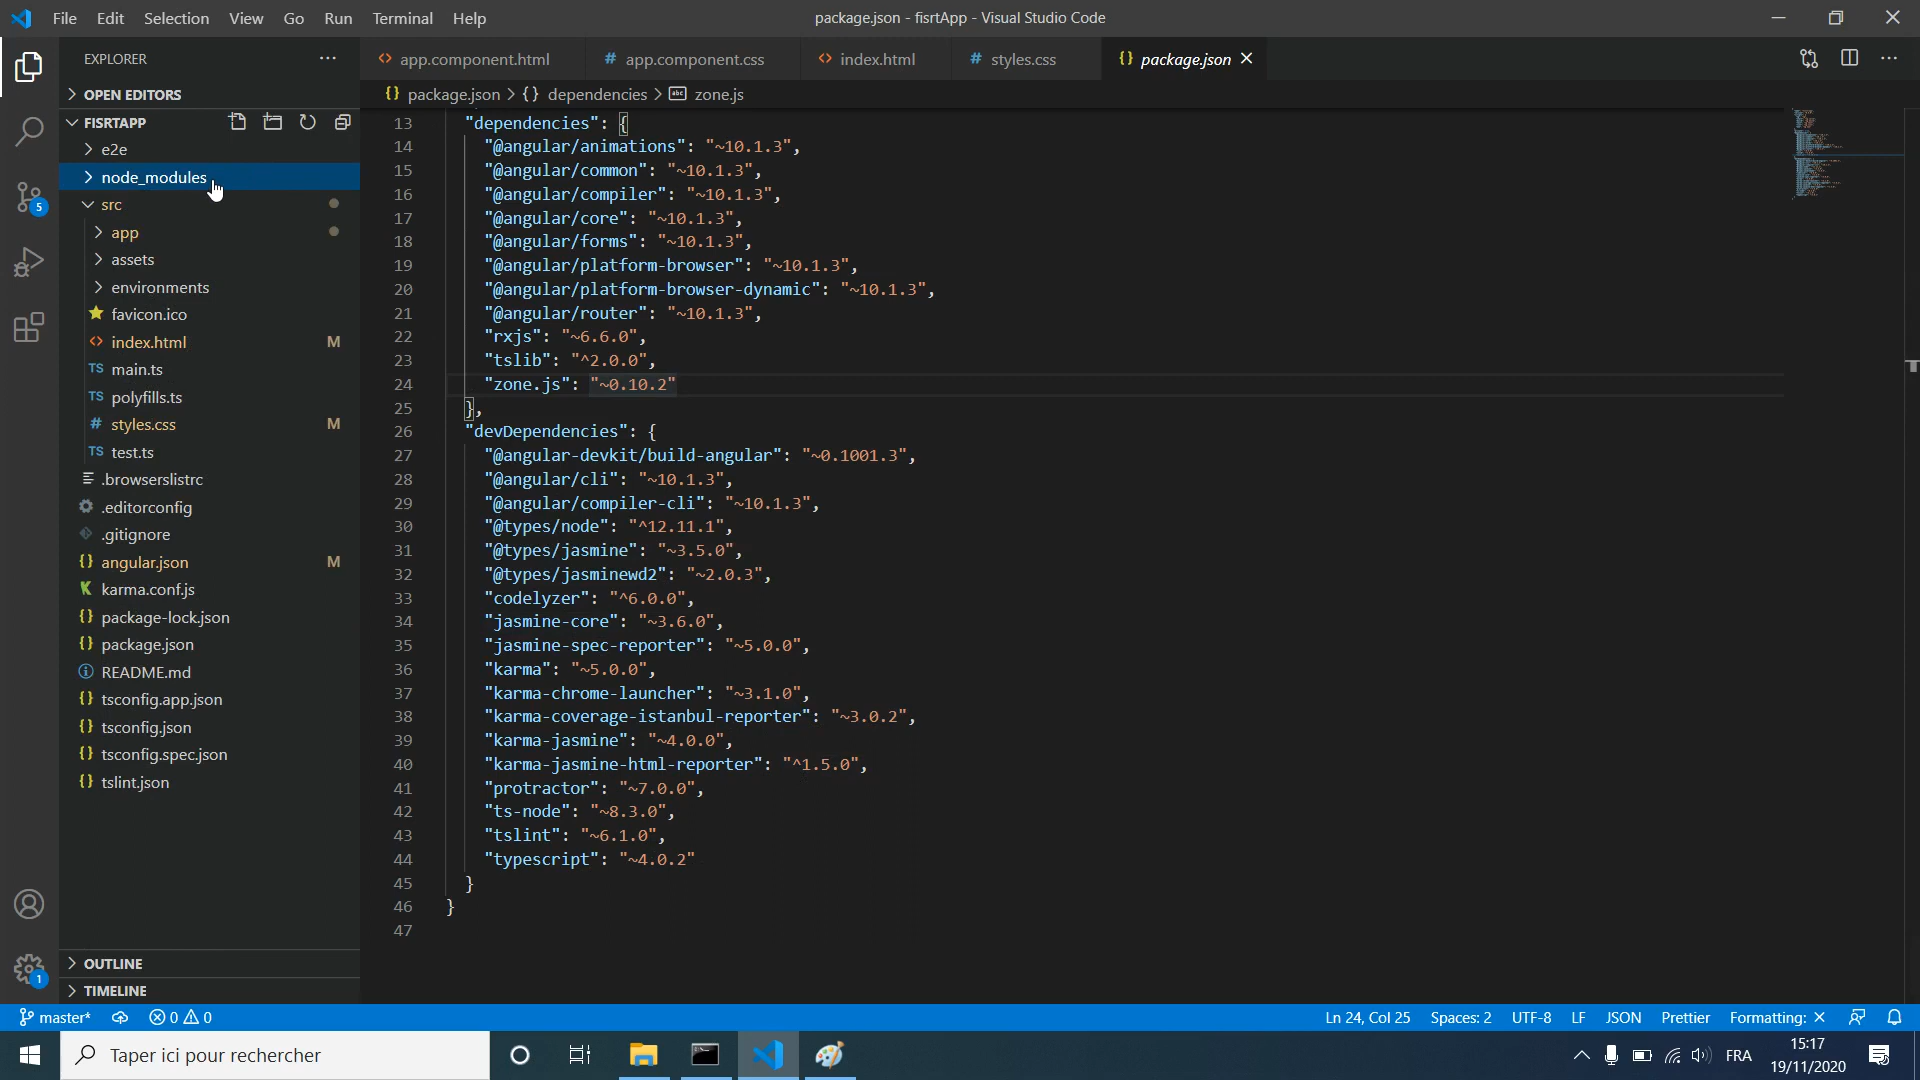 File Edit Selection View Go Run Terminal Help
package.json - fisrtApp - Visual Studio Code
EXPLORER
OPEN EDITORS
FISRTAPP
e2e
node_modules
src
app
assets
environments
favicon.ico
index.html M
main.ts
polyfills.ts
styles.css M
test.ts
.browserslistrc
.editorconfig
.gitignore
angular.json M
karma.conf.js
package-lock.json
package.json
README.md
tsconfig.app.json
tsconfig.json
tsconfig.spec.json
tslint.json
OUTLINE
TIMELINE
5
1
TS
TS
TS
app.component.html app.component.css index.html styles.css package.json
package.json > {} dependencies > abc zone.js
13 "dependencies": {
14 "@angular/animations": "~10.1.3",
15 "@angular/common": "~10.1.3",
16 "@angular/compiler": "~10.1.3",
17 "@angular/core": "~10.1.3",
18 "@angular/forms": "~10.1.3",
19 "@angular/platform-browser": "~10.1.3",
20 "@angular/platform-browser-dynamic": "~10.1.3",
21 "@angular/router": "~10.1.3",
22 "rxjs": "~6.6.0",
23 "tslib": "^2.0.0",
24 "zone.js": "~0.10.2"
25 },
26 "devDependencies": {
27 "@angular-devkit/build-angular": "~0.1001.3",
28 "@angular/cli": "~10.1.3",
29 "@angular/compiler-cli": "~10.1.3",
30 "@types/node": "^12.11.1",
31 "@types/jasmine": "~3.5.0",
32 "@types/jasminewd2": "~2.0.3",
33 "codelyzer": "^6.0.0",
34 "jasmine-core": "~3.6.0",
35 "jasmine-spec-reporter": "~5.0.0",
36 "karma": "~5.0.0",
37 "karma-chrome-launcher": "~3.1.0",
38 "karma-coverage-istanbul-reporter": "~3.0.2",
39 "karma-jasmine": "~4.0.0",
40 "karma-jasmine-html-reporter": "^1.5.0",
41 "protractor": "~7.0.0",
42 "ts-node": "~8.3.0",
43 "tslint": "~6.1.0",
44 "typescript": "~4.0.2"
45 }
46 }
47
master* 0 0 Ln 24, Col 25 Spaces: 2 UTF-8 LF JSON Prettier Formatting: ×
Taper ici pour rechercher
FRA
15:17
19/11/2020